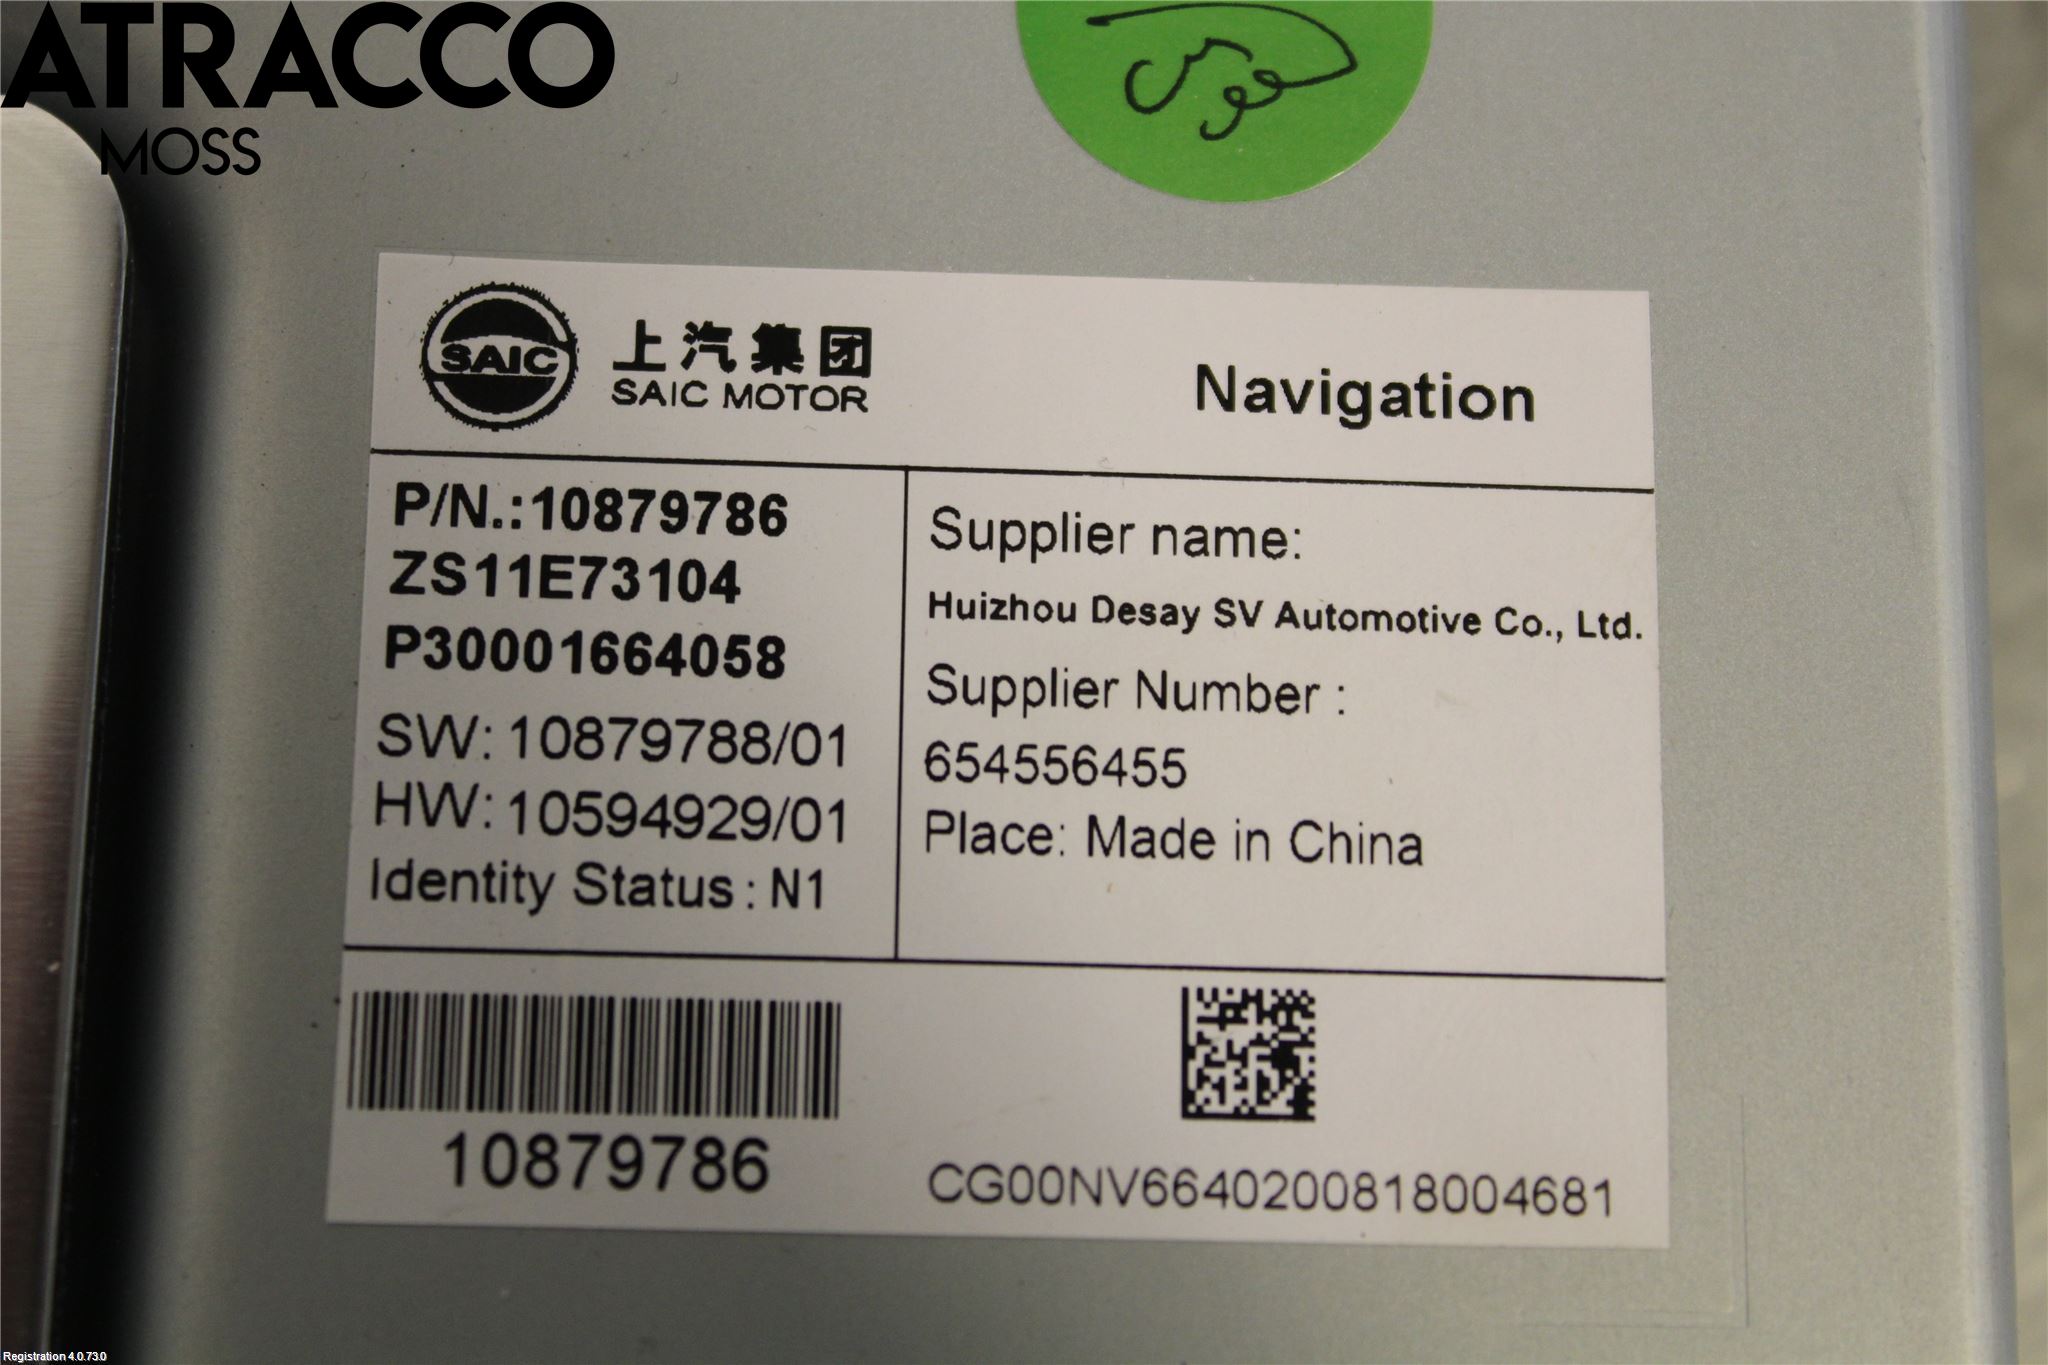 ATRACCO
MOSS
SAIC
上汽集团
SAIC MOTOR
Navigation
P/N.:10879786
ZS11E73104
P30001664058
SW: 10879788/01
HW: 10594929/01
Identity Status : N1
Supplier name:
Huizhou Desay SV Automotive Co., Ltd.
Supplier Number :
654556455
Place: Made in China
10879786
CG00NV6640200818004681
Registration 4.0.73.0